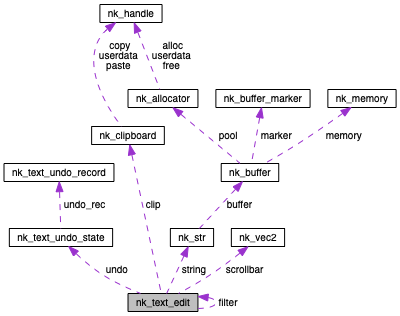 nk_handle
copy
userdata
paste
alloc
userdata
free
nk_allocator
nk_buffer_marker
nk_memory
nk_clipboard
pool
marker
memory
nk_text_undo_record
nk_buffer
undo_rec
clip
buffer
nk_text_undo_state
nk_str
nk_vec2
undo
string
scrollbar
nk_text_edit
filter